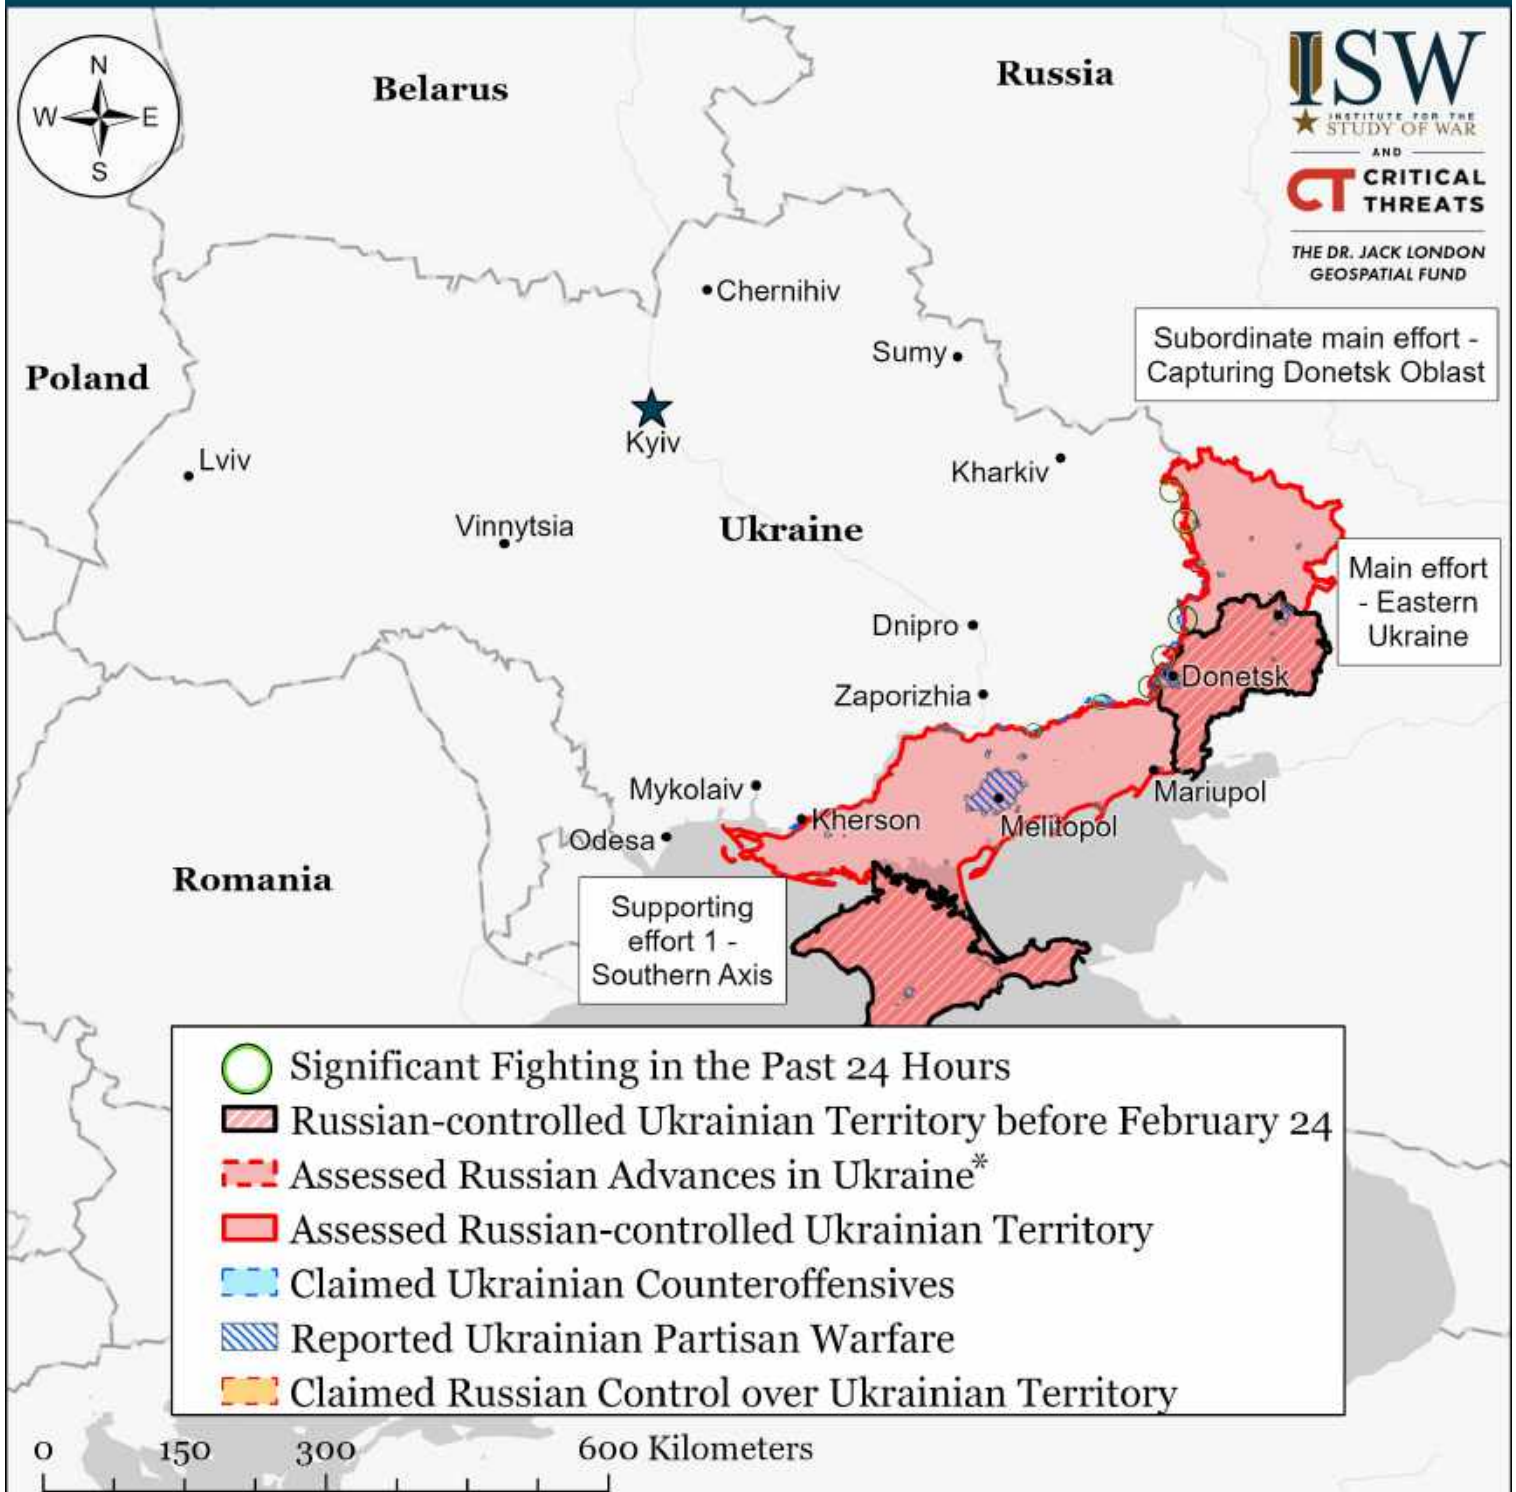 N
W
E
S
Belarus
Russia
ISW
INSTITUTE FOR THE
STUDY OF WAR
AND
CT CRITICAL
THREATS
THE DR. JACK LONDON
GEOSPATIAL FUND
Chernihiv
Subordinate main effort -
Capturing Donetsk Oblast
Sumy
Poland
Kyiv
Lviv
Kharkiv
Vinnytsia
Ukraine
Main effort
- Eastern
Ukraine
Dnipro
Donetsk
Zaporizhia
Mykolaiv
Mariupol
Kherson
Melitopol
Odesa
Romania
Supporting
effort 1 -
Southern Axis
Significant Fighting in the Past 24 Hours
Russian-controlled Ukrainian Territory before February 24
Assessed Russian Advances in Ukraine*
Assessed Russian-controlled Ukrainian Territory
Claimed Ukrainian Counteroffensives
Reported Ukrainian Partisan Warfare
Claimed Russian Control over Ukrainian Territory
0 150 300 600 Kilometers